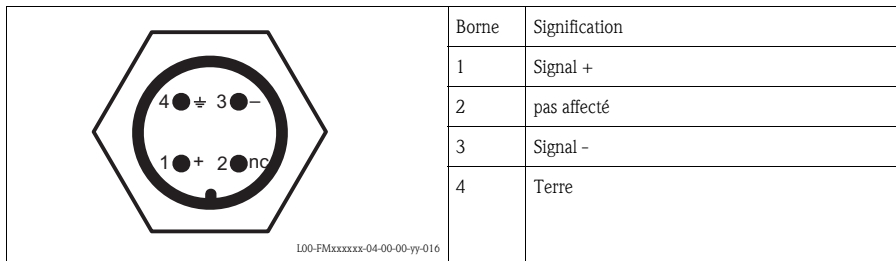 4 ⏚ 3 –
1 + 2 nc
L00-FMxxxxxx-04-00-00-yy-016
Borne Signification
1 Signal +
2 pas affecté
3 Signal –
4 Terre